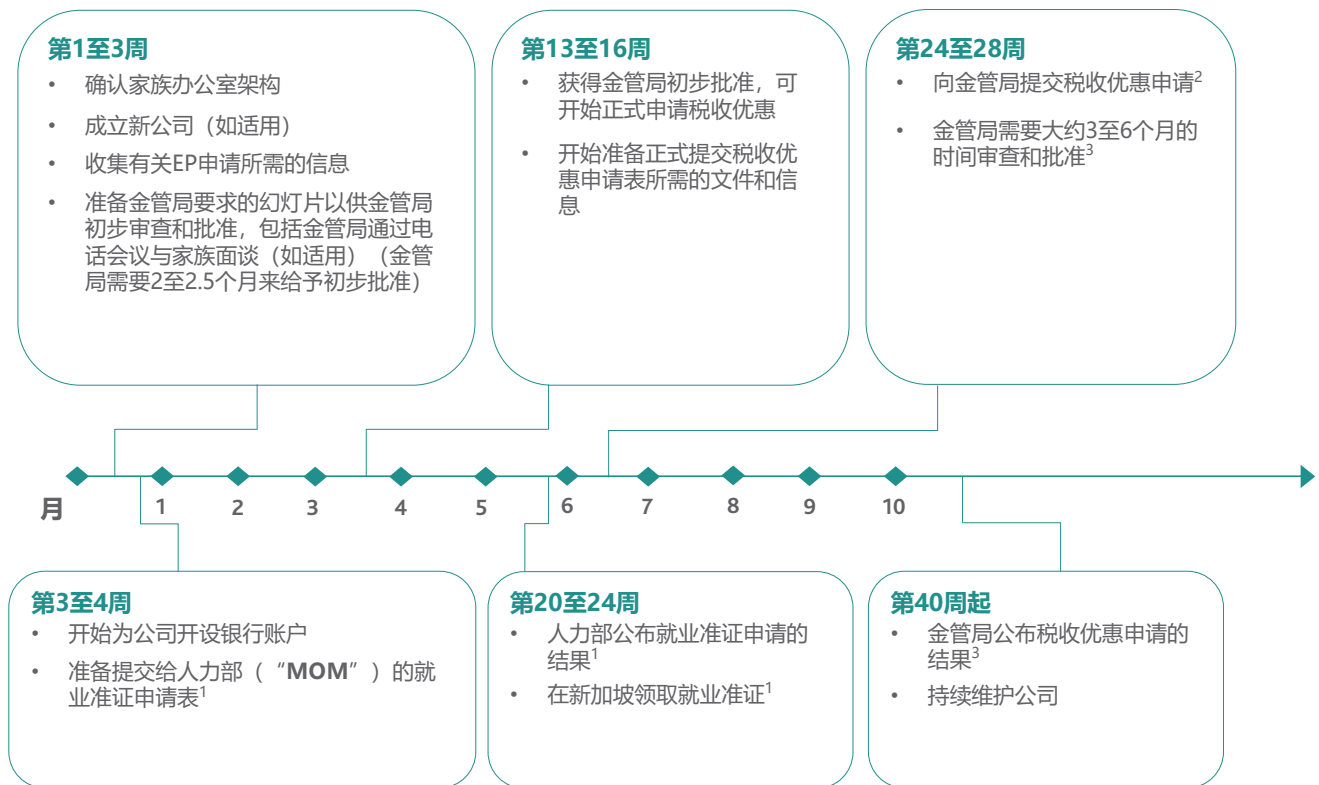 第1至3周
• 确认家族办公室架构
• 成立新公司（如适用）
• 收集有关EP申请所需的信息
• 准备金管局要求的幻灯片以供金管局
初步审查和批准，包括金管局通过电
话会议与家族面谈（如适用）（金管
局需要2至2.5个月来给予初步批准）
第13至16周
• 获得金管局初步批准，可
开始正式申请税收优惠
• 开始准备正式提交税收优
惠申请表所需的文件和信
息
第24至28周
• 向金管局提交税收优惠申请2
• 金管局需要大约3至6个月的
时间审查和批准3
月 1 2 3 4 5 6 7 8 9 10
第3至4周
• 开始为公司开设银行账户
• 准备提交给人力部（“MOM”）的就
业准证申请表1
第20至24周
• 人力部公布就业准证申请的
结果1
• 在新加坡领取就业准证1
第40周起
• 金管局公布税收优惠申请的
结果3
• 持续维护公司